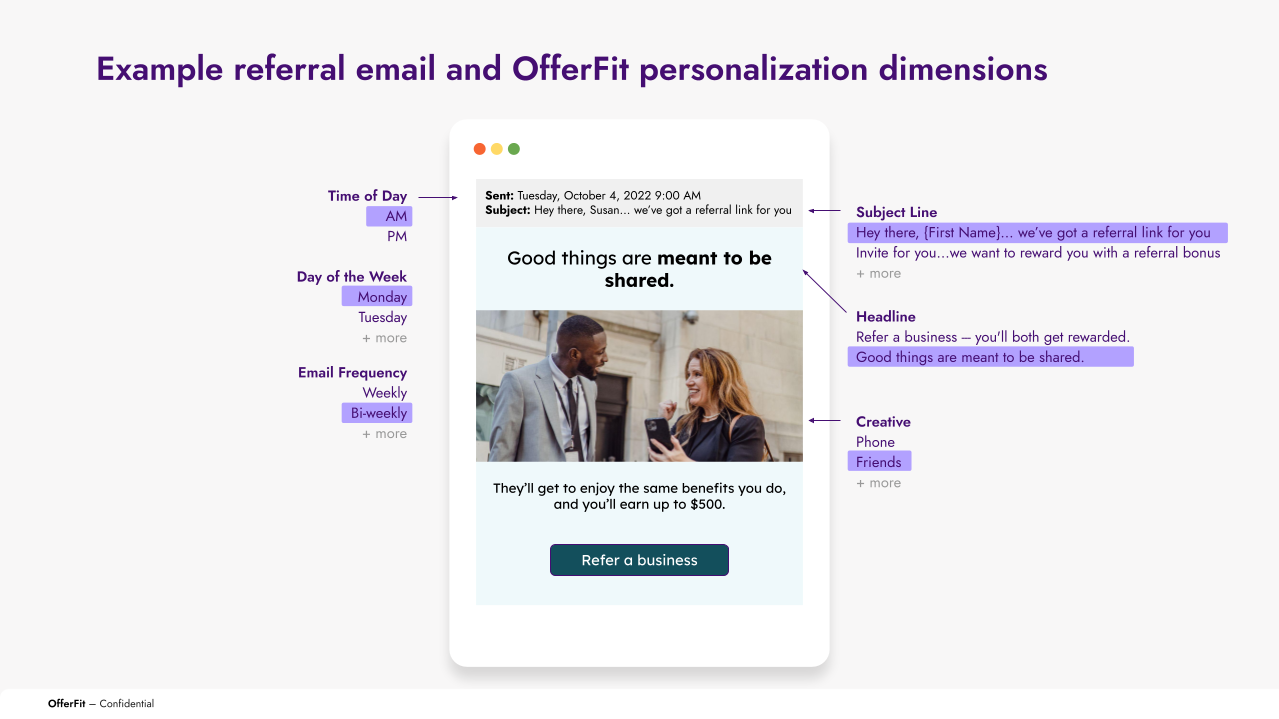 Example referral email and OfferFit personalization dimensions
Time of Day
AM
PM
Day of the Week
Monday
Tuesday
+ more
Email Frequency
Weekly
Bi-weekly
+ more
Sent: Tuesday, October 4, 2022 9:00 AM
Subject: Hey there, Susan... we’ve got a referral link for you
Good things are meant to be
shared.
They’ll get to enjoy the same benefits you do,
and you’ll earn up to $500.
Refer a business
Subject Line
Hey there, {First Name}... we’ve got a referral link for you
Invite for you...we want to reward you with a referral bonus
+ more
Headline
Refer a business – you’ll both get rewarded.
Good things are meant to be shared.
Creative
Phone
Friends
+ more
OfferFit – Confidential